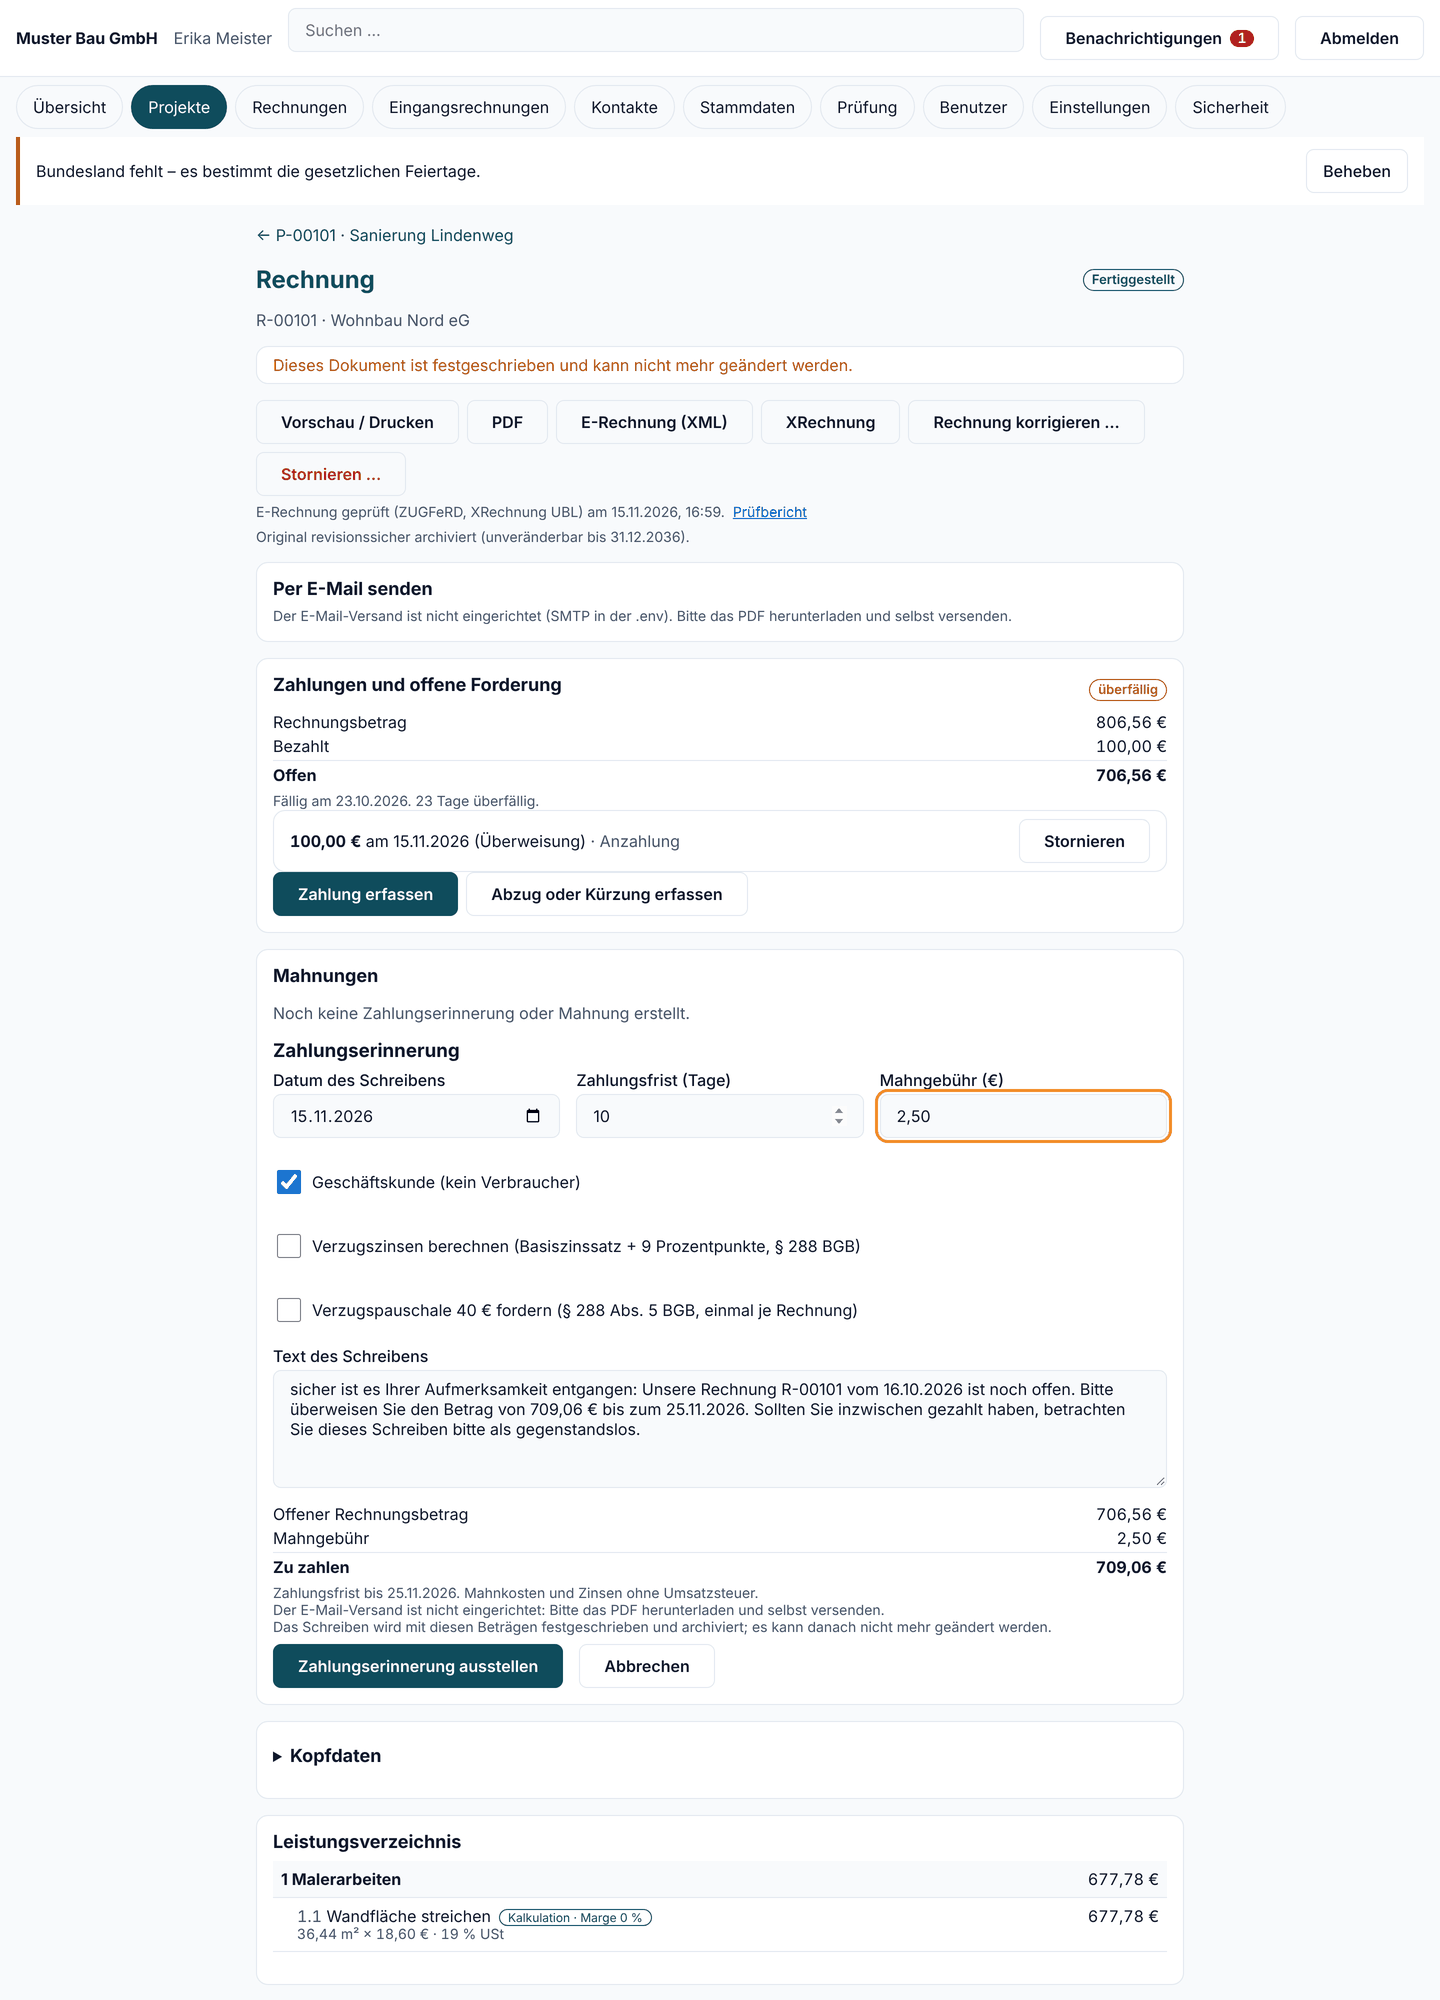 Muster Bau GmbH Erika Meister Suchen ... Benachrichtigungen 1 Abmelden
Übersicht Projekte Rechnungen Eingangsrechnungen Kontakte Stammdaten Prüfung Benutzer Einstellungen Sicherheit
Bundesland fehlt – es bestimmt die gesetzlichen Feiertage. Beheben
← P-00101 · Sanierung Lindenweg
Rechnung Fertiggestellt
R-00101 · Wohnbau Nord eG
Dieses Dokument ist festgeschrieben und kann nicht mehr geändert werden.
Vorschau / Drucken PDF E-Rechnung (XML) XRechnung Rechnung korrigieren ...
Stornieren ...
E-Rechnung geprüft (ZUGFeRD, XRechnung UBL) am 15.11.2026, 16:59. Prüfbericht
Original revisionssicher archiviert (unveränderbar bis 31.12.2036).
Per E-Mail senden
Der E-Mail-Versand ist nicht eingerichtet (SMTP in der .env). Bitte das PDF herunterladen und selbst versenden.
Zahlungen und offene Forderung überfällig
Rechnungsbetrag 806,56 €
Bezahlt 100,00 €
Offen 706,56 €
Fällig am 23.10.2026. 23 Tage überfällig.
100,00 € am 15.11.2026 (Überweisung) · Anzahlung Stornieren
Zahlung erfassen Abzug oder Kürzung erfassen
Mahnungen
Noch keine Zahlungserinnerung oder Mahnung erstellt.
Zahlungserinnerung
Datum des Schreibens Zahlungsfrist (Tage) Mahngebühr (€)
15.11.2026 10 2,50
Geschäftskunde (kein Verbraucher)
Verzugszinsen berechnen (Basiszinssatz + 9 Prozentpunkte, § 288 BGB)
Verzugspauschale 40 € fordern (§ 288 Abs. 5 BGB, einmal je Rechnung)
Text des Schreibens
sicher ist es Ihrer Aufmerksamkeit entgangen: Unsere Rechnung R-00101 vom 16.10.2026 ist noch offen. Bitte
überweisen Sie den Betrag von 709,06 € bis zum 25.11.2026. Sollten Sie inzwischen gezahlt haben, betrachten
Sie dieses Schreiben bitte als gegenstandslos.
Offener Rechnungsbetrag 706,56 €
Mahngebühr 2,50 €
Zu zahlen 709,06 €
Zahlungsfrist bis 25.11.2026. Mahnkosten und Zinsen ohne Umsatzsteuer.
Der E-Mail-Versand ist nicht eingerichtet: Bitte das PDF herunterladen und selbst versenden.
Das Schreiben wird mit diesen Beträgen festgeschrieben und archiviert; es kann danach nicht mehr geändert werden.
Zahlungserinnerung ausstellen Abbrechen
Kopfdaten
Leistungsverzeichnis
1 Malerarbeiten 677,78 €
1.1 Wandfläche streichen Kalkulation · Marge 0 % 677,78 €
36,44 m² × 18,60 € · 19 % USt